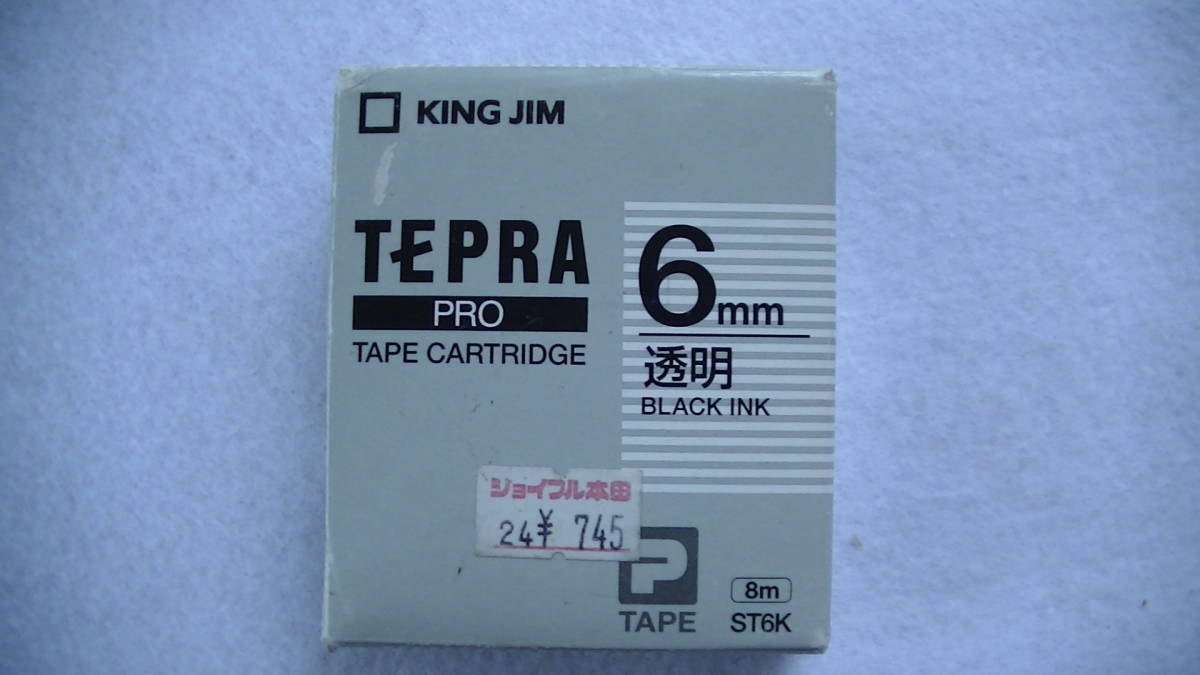 KING JIM
TEPRA
PRO
TAPE CARTRIDGE
6mm
透明
BLACK INK
ジョイフル本田
24¥ 745
P
TAPE
8m
ST6K